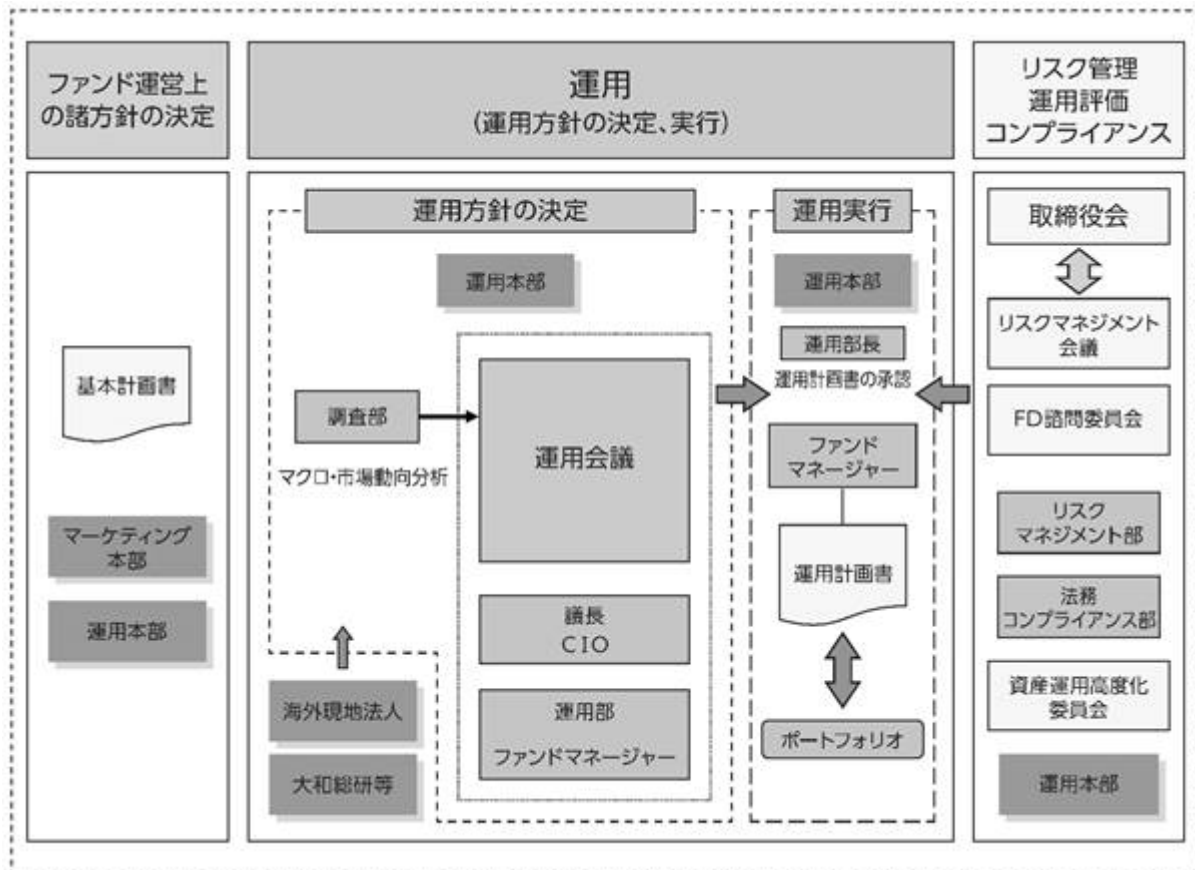 ファンド運営上
の諸方針の決定
運用
(運用方針の決定、実行)
リスク管理
運用評価
コンプライアンス
基本計画書
マーケティング
本部
運用本部
運用方針の決定
運用本部
調査部
マクロ・市場動向分析
運用会議
議長
CIO
運用部
ファンドマネージャー
海外現地法人
大和総研等
運用実行
運用本部
運用部長
運用計画書の承認
ファンド
マネージャー
運用計画書
ポートフォリオ
取締役会
リスクマネジメント
会議
FD諮問委員会
リスク
マネジメント部
法務
コンプライアンス部
資産運用高度化
委員会
運用本部